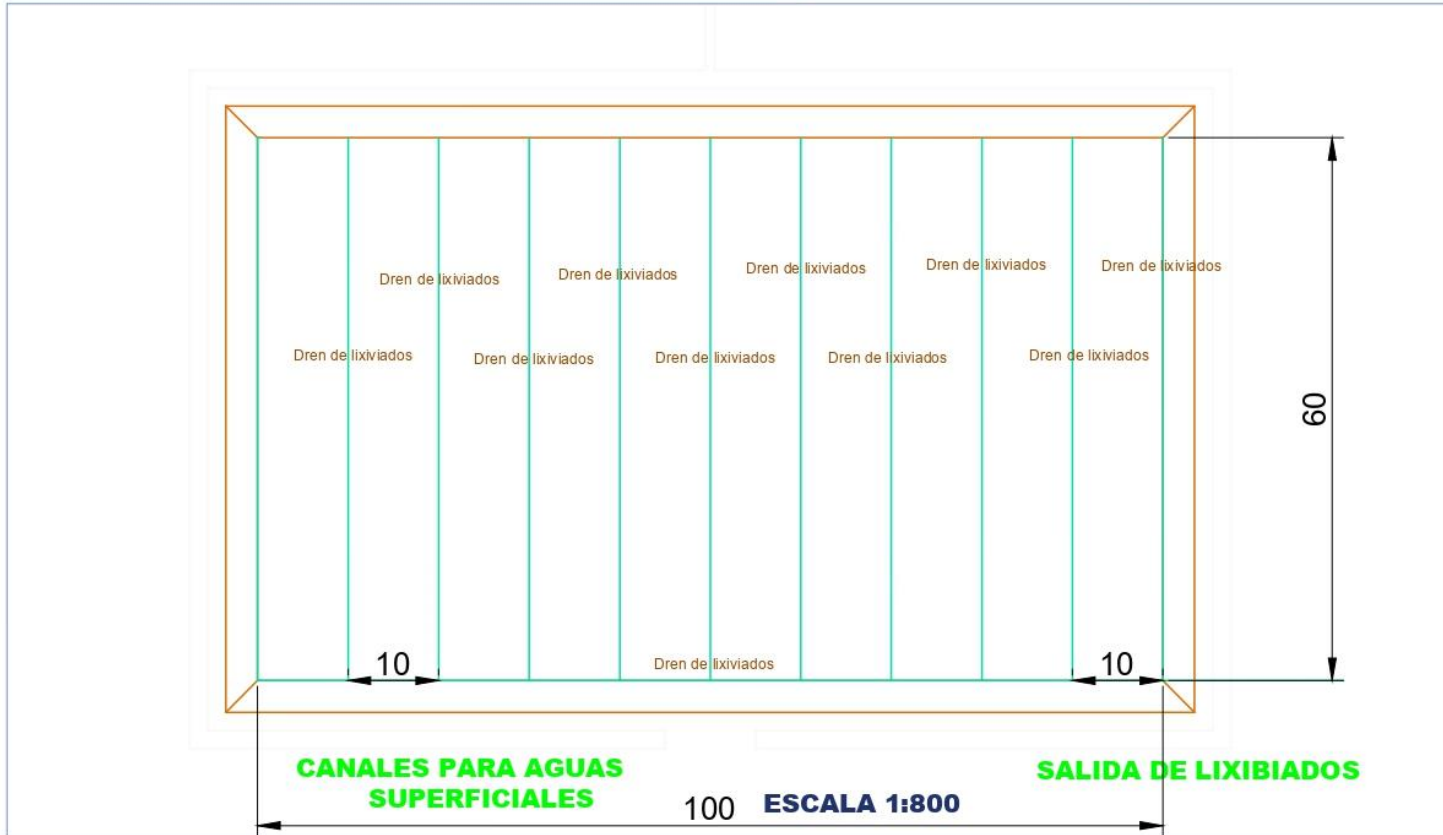 Dren de lixiviados
Dren de lixiviados
Dren de lixiviados
Dren de lixiviados
Dren de lixiviados
Dren de lixiviados
Dren de lixiviados
Dren de lixiviados
Dren de lixiviados
Dren de lixiviados
60
Dren de lixiviados
10
10
CANALES PARA AGUAS
SUPERFICIALES
SALIDA DE LIXIBIADOS
100
ESCALA 1:800